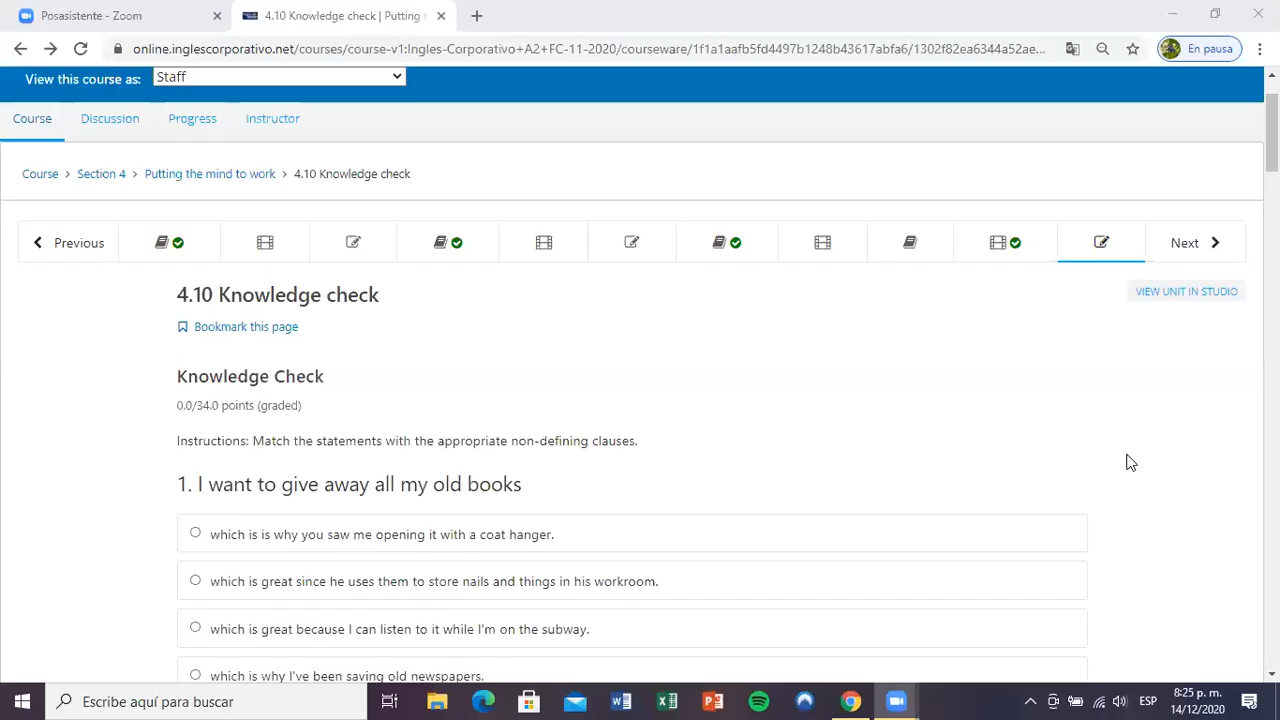 Posasistente - Zoom
4.10 Knowledge check | Putting
online.inglescorporativo.net/courses/course-v1:Ingles-Corporativo+A2+FC-11-2020/courseware/1f1a1aafb5fd4497b1248b43617abfa6/1302f82ea6344a52ae...
En pausa
View this course as: Staff
Course Discussion Progress Instructor
Course > Section 4 > Putting the mind to work > 4.10 Knowledge check
Previous Next
4.10 Knowledge check
VIEW UNIT IN STUDIO
Bookmark this page
Knowledge Check
0.0/34.0 points (graded)
Instructions: Match the statements with the appropriate non-defining clauses.
1. I want to give away all my old books
which is is why you saw me opening it with a coat hanger.
which is great since he uses them to store nails and things in his workroom.
which is great because I can listen to it while I'm on the subway.
which is why I've been saving old newspapers.
Escribe aquí para buscar
ESP
8:25 p. m.
14/12/2020